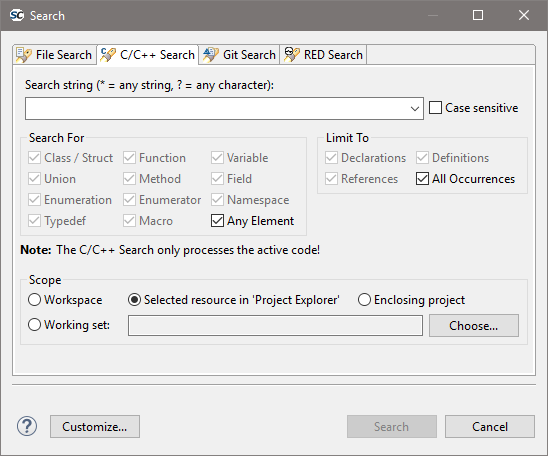 SC Search
File Search C/C++ Search Git Search RED Search
Search string (* = any string, ? = any character):
Case sensitive
Search For Limit To
Class / Struct Function Variable Declarations Definitions
Union Method Field References All Occurrences
Enumeration Enumerator Namespace
Typedef Macro Any Element
Note: The C/C++ Search only processes the active code!
Scope
Workspace Selected resource in 'Project Explorer' Enclosing project
Working set: Choose...
? Customize... Search Cancel